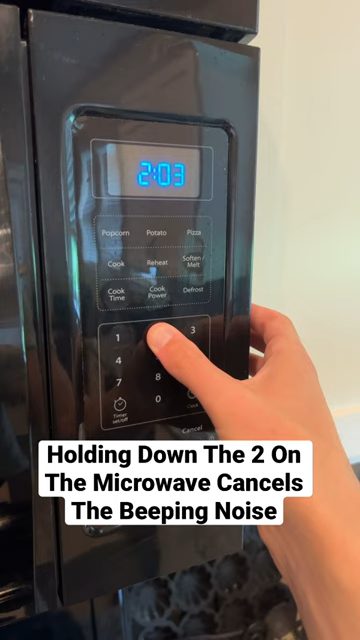 2:03
Popcorn Potato Pizza
Cook Reheat Soften/
Melt
Cook
Time Cook
Power Defrost
1 3
4
7 8
0
Timer
set/off
Clock
Cancel
Holding Down The 2 On
The Microwave Cancels
The Beeping Noise